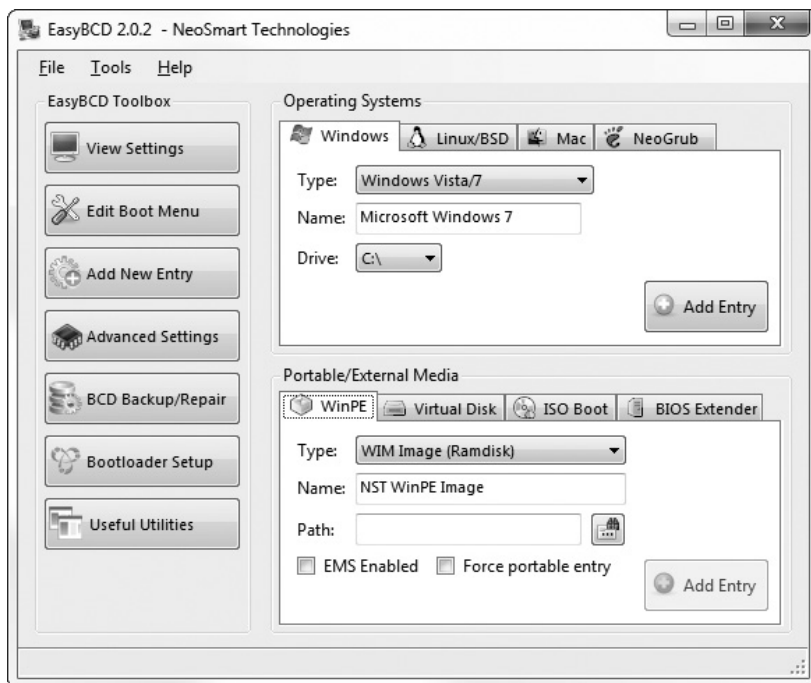 EasyBCD 2.0.2 - NeoSmart Technologies
File Tools Help
EasyBCD Toolbox
View Settings
Edit Boot Menu
Add New Entry
Advanced Settings
BCD Backup/Repair
Bootloader Setup
Useful Utilities
Operating Systems
Windows Linux/BSD Mac NeoGrub
Type: Windows Vista/7
Name: Microsoft Windows 7
Drive: C:\
Add Entry
Portable/External Media
WinPE Virtual Disk ISO Boot BIOS Extender
Type: WIM Image (Ramdisk)
Name: NST WinPE Image
Path:
EMS Enabled Force portable entry
Add Entry